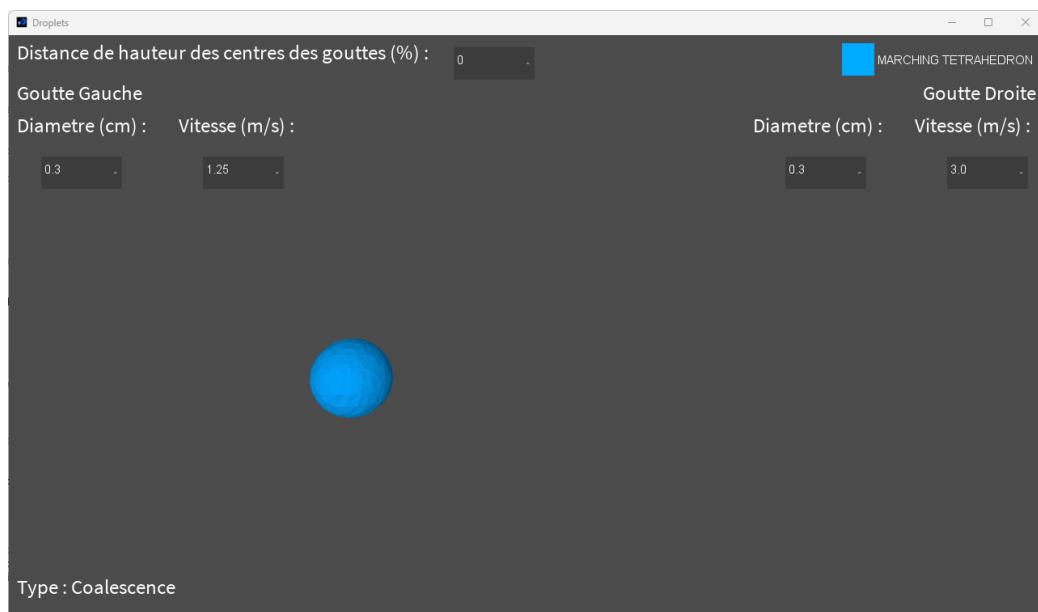 Droplets
Distance de hauteur des centres des gouttes (%) : 0 MARCHING TETRAHEDRON
Goutte Gauche Goutte Droite
Diametre (cm) : Vitesse (m/s) : Diametre (cm) : Vitesse (m/s) :
0.3 1.25 0.3 3.0
Type : Coalescence